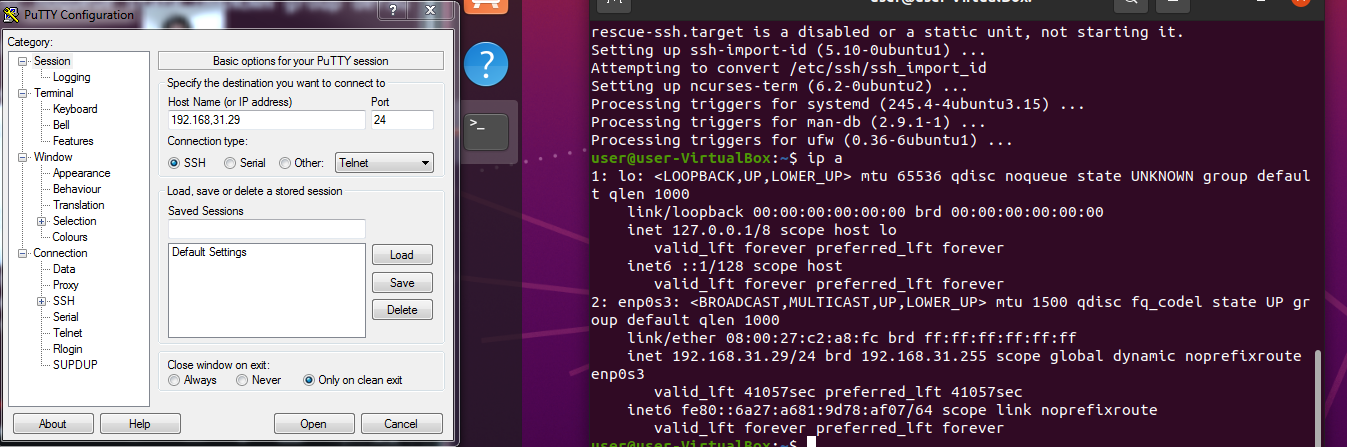 PuTTY Configuration
?
X
Category:
Session
Logging
Terminal
Keyboard
Bell
Features
Window
Appearance
Behaviour
Translation
Selection
Colours
Connection
Data
Proxy
SSH
Serial
Telnet
Rlogin
SUPDUP
Basic options for your PuTTY session
Specify the destination you want to connect to
Host Name (or IP address)
Port
192.168.31.29
24
Connection type:
SSH
Serial
Other:
Telnet
Load, save or delete a stored session
Saved Sessions
Default Settings
Load
Save
Delete
Close window on exit:
Always
Never
Only on clean exit
About
Help
Open
Cancel
?
>_
user@user-VirtualBox:
rescue-ssh.target is a disabled or a static unit, not starting it.
Setting up ssh-import-id (5.10-0ubuntu1) ...
Attempting to convert /etc/ssh/ssh_import_id
Setting up ncurses-term (6.2-0ubuntu2) ...
Processing triggers for systemd (245.4-4ubuntu3.15) ...
Processing triggers for man-db (2.9.1-1) ...
Processing triggers for ufw (0.36-6ubuntu1) ...
user@user-VirtualBox:~$ ip a
1: lo: <LOOPBACK,UP,LOWER_UP> mtu 65536 qdisc noqueue state UNKNOWN group defaul
t qlen 1000
link/loopback 00:00:00:00:00:00 brd 00:00:00:00:00:00
inet 127.0.0.1/8 scope host lo
valid_lft forever preferred_lft forever
inet6 ::1/128 scope host
valid_lft forever preferred_lft forever
2: enp0s3: <BROADCAST,MULTICAST,UP,LOWER_UP> mtu 1500 qdisc fq_codel state UP gr
oup default qlen 1000
link/ether 08:00:27:c2:a8:fc brd ff:ff:ff:ff:ff:ff
inet 192.168.31.29/24 brd 192.168.31.255 scope global dynamic noprefixroute
enp0s3
valid_lft 41057sec preferred_lft 41057sec
inet6 fe80::6a27:a681:9d78:af07/64 scope link noprefixroute
valid_lft forever preferred_lft forever
user@user-VirtualBox:~$